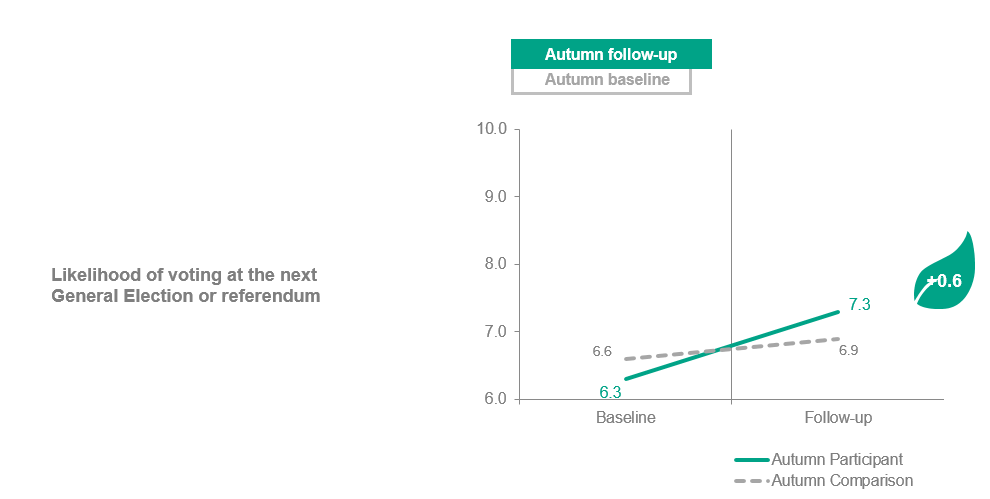 Autumn follow-up
Autumn baseline
10.0
9.0
8.0
7.0
6.0
Likelihood of voting at the next
General Election or referendum
+0.6
7.3
6.6
6.9
6.3
Baseline
Follow-up
Autumn Participant
Autumn Comparison